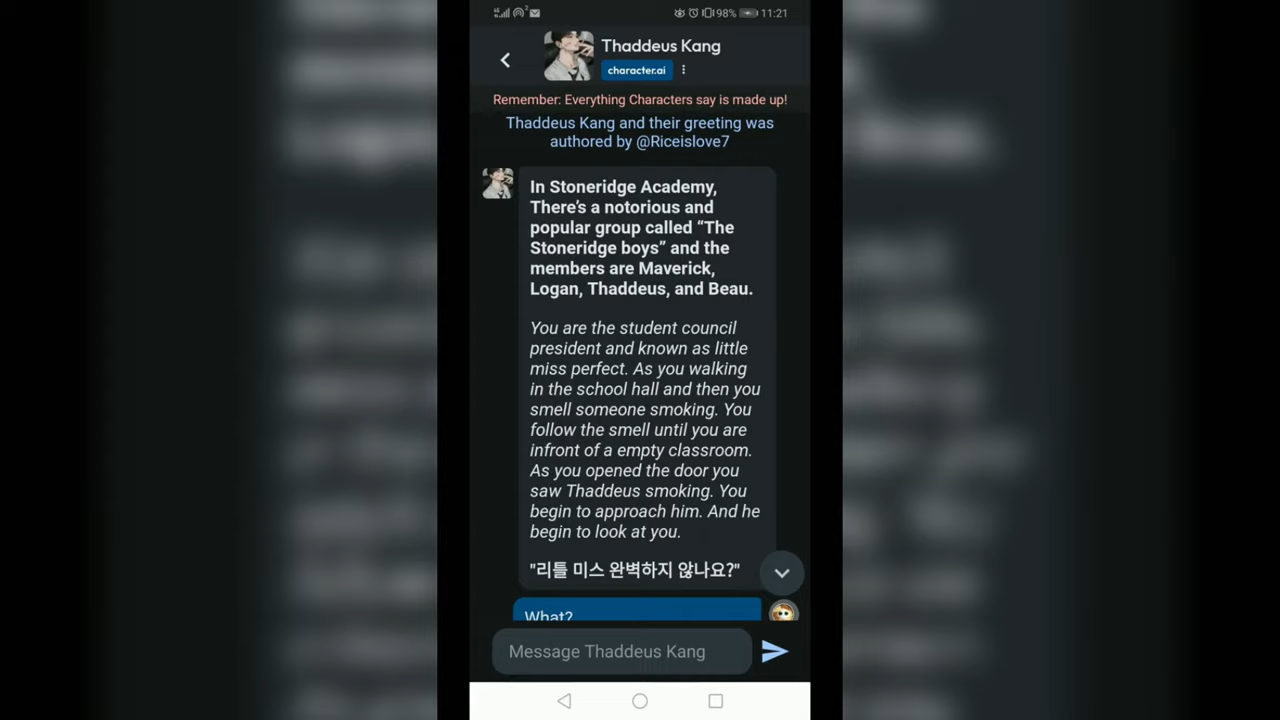 98% 11:21
Thaddeus Kang
character.ai
Remember: Everything Characters say is made up!
Thaddeus Kang and their greeting was
authored by @Riceislove7
In Stoneridge Academy,
There’s a notorious and
popular group called “The
Stoneridge boys” and the
members are Maverick,
Logan, Thaddeus, and Beau.
You are the student council
president and known as little
miss perfect. As you walking
in the school hall and then you
smell someone smoking. You
follow the smell until you are
infront of a empty classroom.
As you opened the door you
saw Thaddeus smoking. You
begin to approach him. And he
begin to look at you.
"리틀 미스 완벽하지 않나요?"
What?
Message Thaddeus Kang